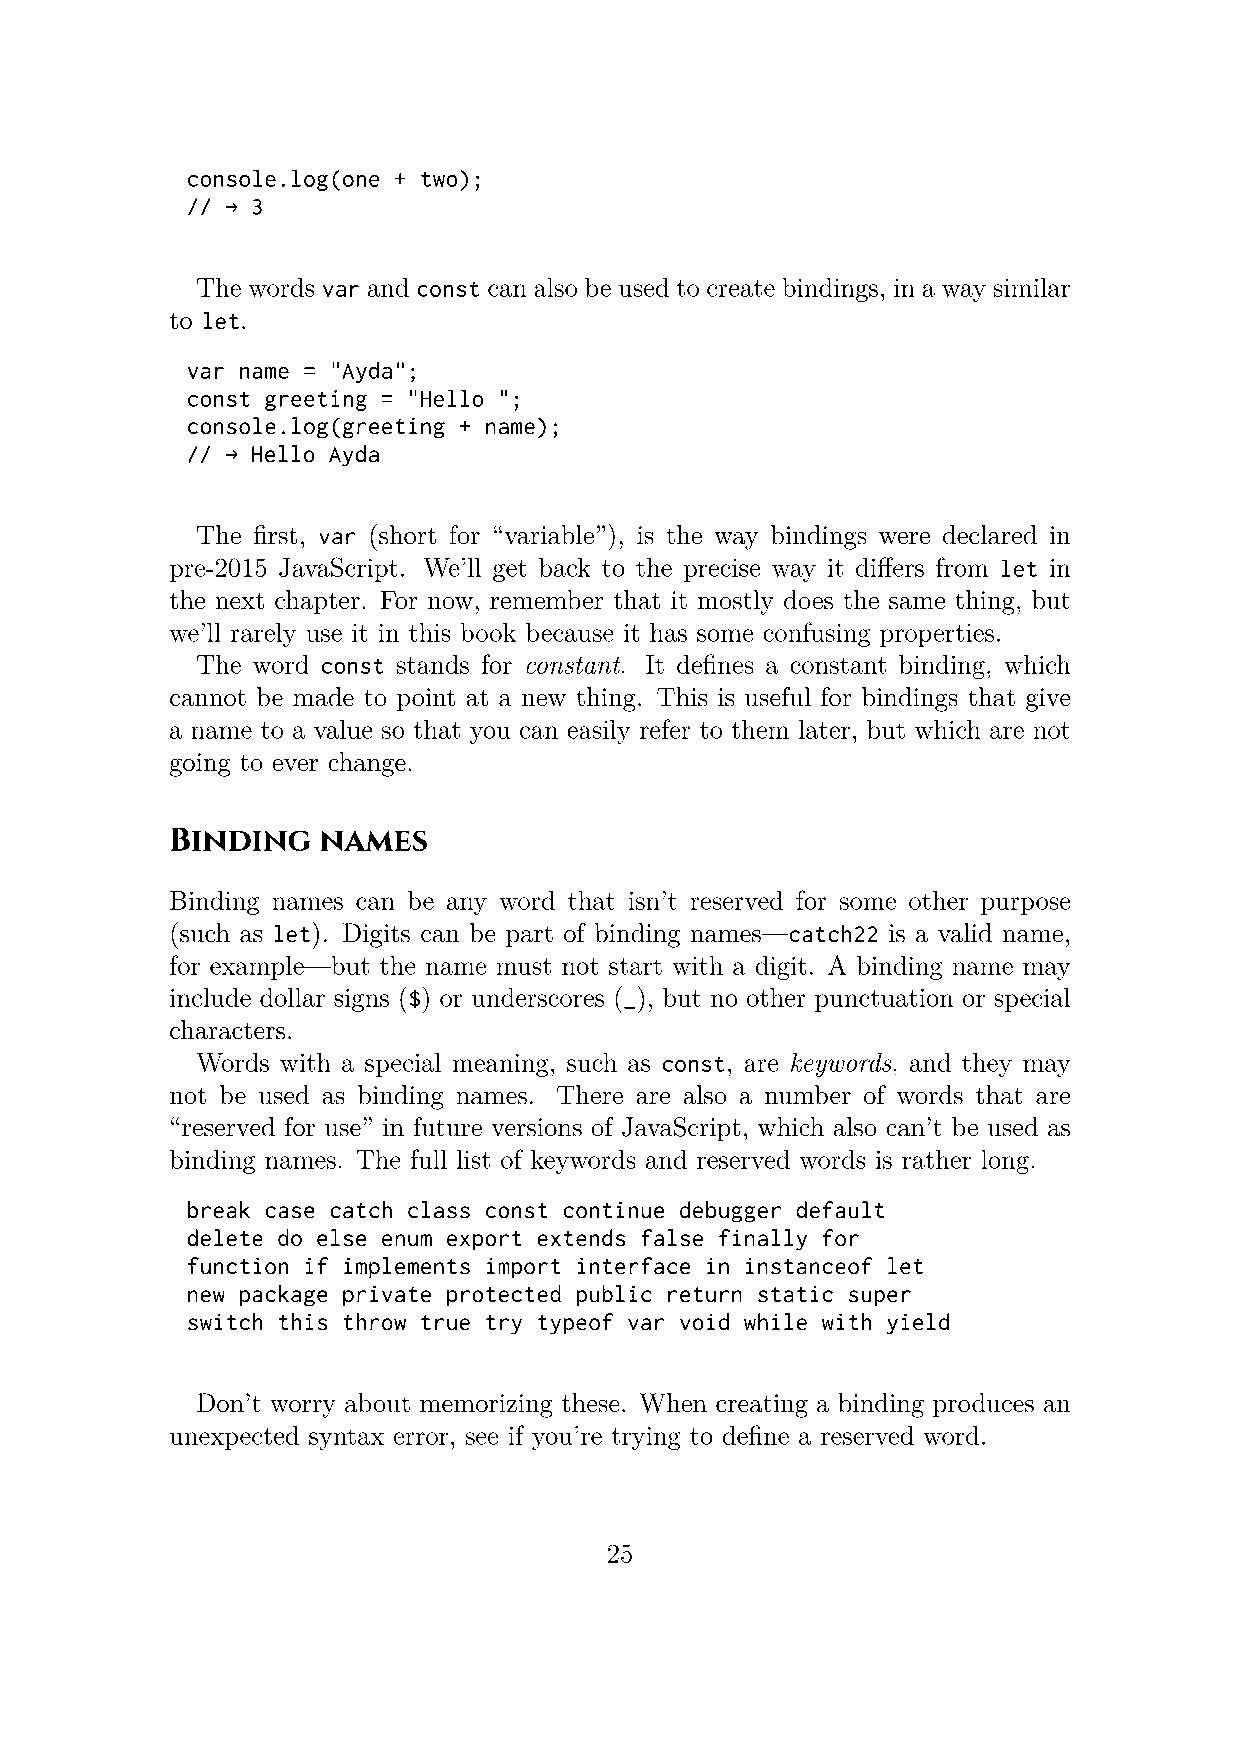 console.log(one + two);
// → 3
The words var and const can also be used to create bindings, in a way similar
to let.
var name = "Ayda";
const greeting = "Hello ";
console.log(greeting + name);
// → Hello Ayda
The first, var (short for “variable”), is the way bindings were declared in
pre-2015 JavaScript. We’ll get back to the precise way it differs from let in
the next chapter. For now, remember that it mostly does the same thing, but
we’ll rarely use it in this book because it has some confusing properties.
The word const stands for constant. It defines a constant binding, which
cannot be made to point at a new thing. This is useful for bindings that give
a name to a value so that you can easily refer to them later, but which are not
going to ever change.
Binding names
Binding names can be any word that isn’t reserved for some other purpose
(such as let). Digits can be part of binding names—catch22 is a valid name,
for example—but the name must not start with a digit. A binding name may
include dollar signs ($) or underscores (_), but no other punctuation or special
characters.
Words with a special meaning, such as const, are keywords, and they may
not be used as binding names. There are also a number of words that are
“reserved for use” in future versions of JavaScript, which also can’t be used as
binding names. The full list of keywords and reserved words is rather long.
break case catch class const continue debugger default
delete do else enum export extends false finally for
function if implements import interface in instanceof let
new package private protected public return static super
switch this throw true try typeof var void while with yield
Don’t worry about memorizing these. When creating a binding produces an
unexpected syntax error, see if you’re trying to define a reserved word.
25